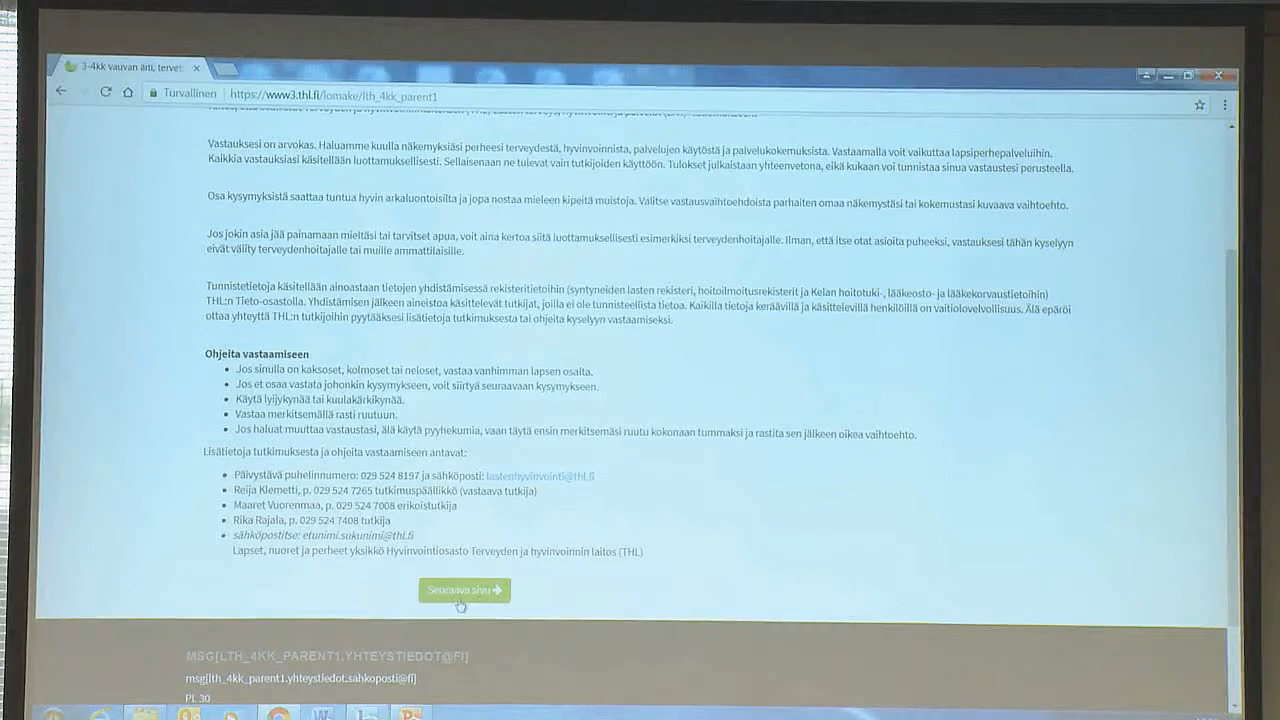 3-4kk vauvan äiti, terve
Turvallinen
https://www3.thl.fi/lomake/lth_4kk_parent1
Vastauksesi on arvokas. Haluamme kuulla näkemyksiäsi perheesi terveydestä, hyvinvoinnista, palvelujen käytöstä ja palvelukokemuksista. Vastaamalla voit vaikuttaa lapsiperhepalveluihin.
Kaikkia vastauksiasi käsitellään luottamuksellisesti. Sellaisenaan ne tulevat vain tutkijoiden käyttöön. Tulokset julkaistaan yhteenvetona, eikä kukaan voi tunnistaa sinua vastaustesi perusteella.
Osa kysymyksistä saattaa tuntua hyvin arkaluontoisilta ja jopa nostaa mieleen kipeitä muistoja. Valitse vastausvaihtoehdoista parhaiten omaa näkemystäsi tai kokemustasi kuvaava vaihtoehto.
Jos jokin asia jää painamaan mieltäsi tai tarvitset apua, voit aina kertoa siitä luottamuksellisesti esimerkiksi terveydenhoitajalle. Ilman, että itse otat asioita puheeksi, vastauksesi tähän kyselyyn
eivät välity terveydenhoitajalle tai muille ammattilaisille.
Tunnistetietoja käsitellään ainoastaan tietojen yhdistämisessä rekisteritietoihin (syntyneiden lasten rekisteri, hoitoilmoitusrekisterit ja Kelan hoitotuki-, lääkeosto- ja lääkekorvaustietoihin)
THL:n Tieto-osastolla. Yhdistämisen jälkeen aineistoa käsittelevät tutkijat, joilla ei ole tunnisteellista tietoa. Kaikilla tietoja keräävillä ja käsittelevillä henkilöillä on vaitiolovelvollisuus. Älä epäröi
ottaa yhteyttä THL:n tutkijoihin pyytääksesi lisätietoja tutkimuksesta tai ohjeita kyselyyn vastaamiseksi.
Ohjeita vastaamiseen
• Jos sinulla on kaksoset, kolmoset tai neloset, vastaa vanhimman lapsen osalta.
• Jos et osaa vastata johonkin kysymykseen, voit siirtyä seuraavaan kysymykseen.
• Käytä lyijykynää tai kuulakärkikynää.
• Vastaa merkitsemällä rasti ruutuun.
• Jos haluat muuttaa vastaustasi, älä käytä pyyhekumia, vaan täytä ensin merkitsemäsi ruutu kokonaan tummaksi ja rastita sen jälkeen oikea vaihtoehto.
Lisätietoja tutkimuksesta ja ohjeita vastaamiseen antavat:
• Päivystävä puhelinnumero: 029 524 8197 ja sähköposti: lastenhyvinvointi@thl.fi
• Reija Klemetti, p. 029 524 7265 tutkimuspäällikkö (vastaava tutkija)
• Maaret Vuorenmaa, p. 029 524 7008 erikoistutkija
• Rika Rajala, p. 029 524 7408 tutkija
• sähköpostitse: etunimi.sukunimi@thl.fi
Lapset, nuoret ja perheet yksikkö Hyvinvointiosasto Terveyden ja hyvinvoinnin laitos (THL)
Seuraava sivu
MSG[LTH_4KK_PARENT1.YHTEYSTIEDOT@FI]
msg[lth_4kk_parent1.yhteystiedot.sahkoposti@fi]
PL 30